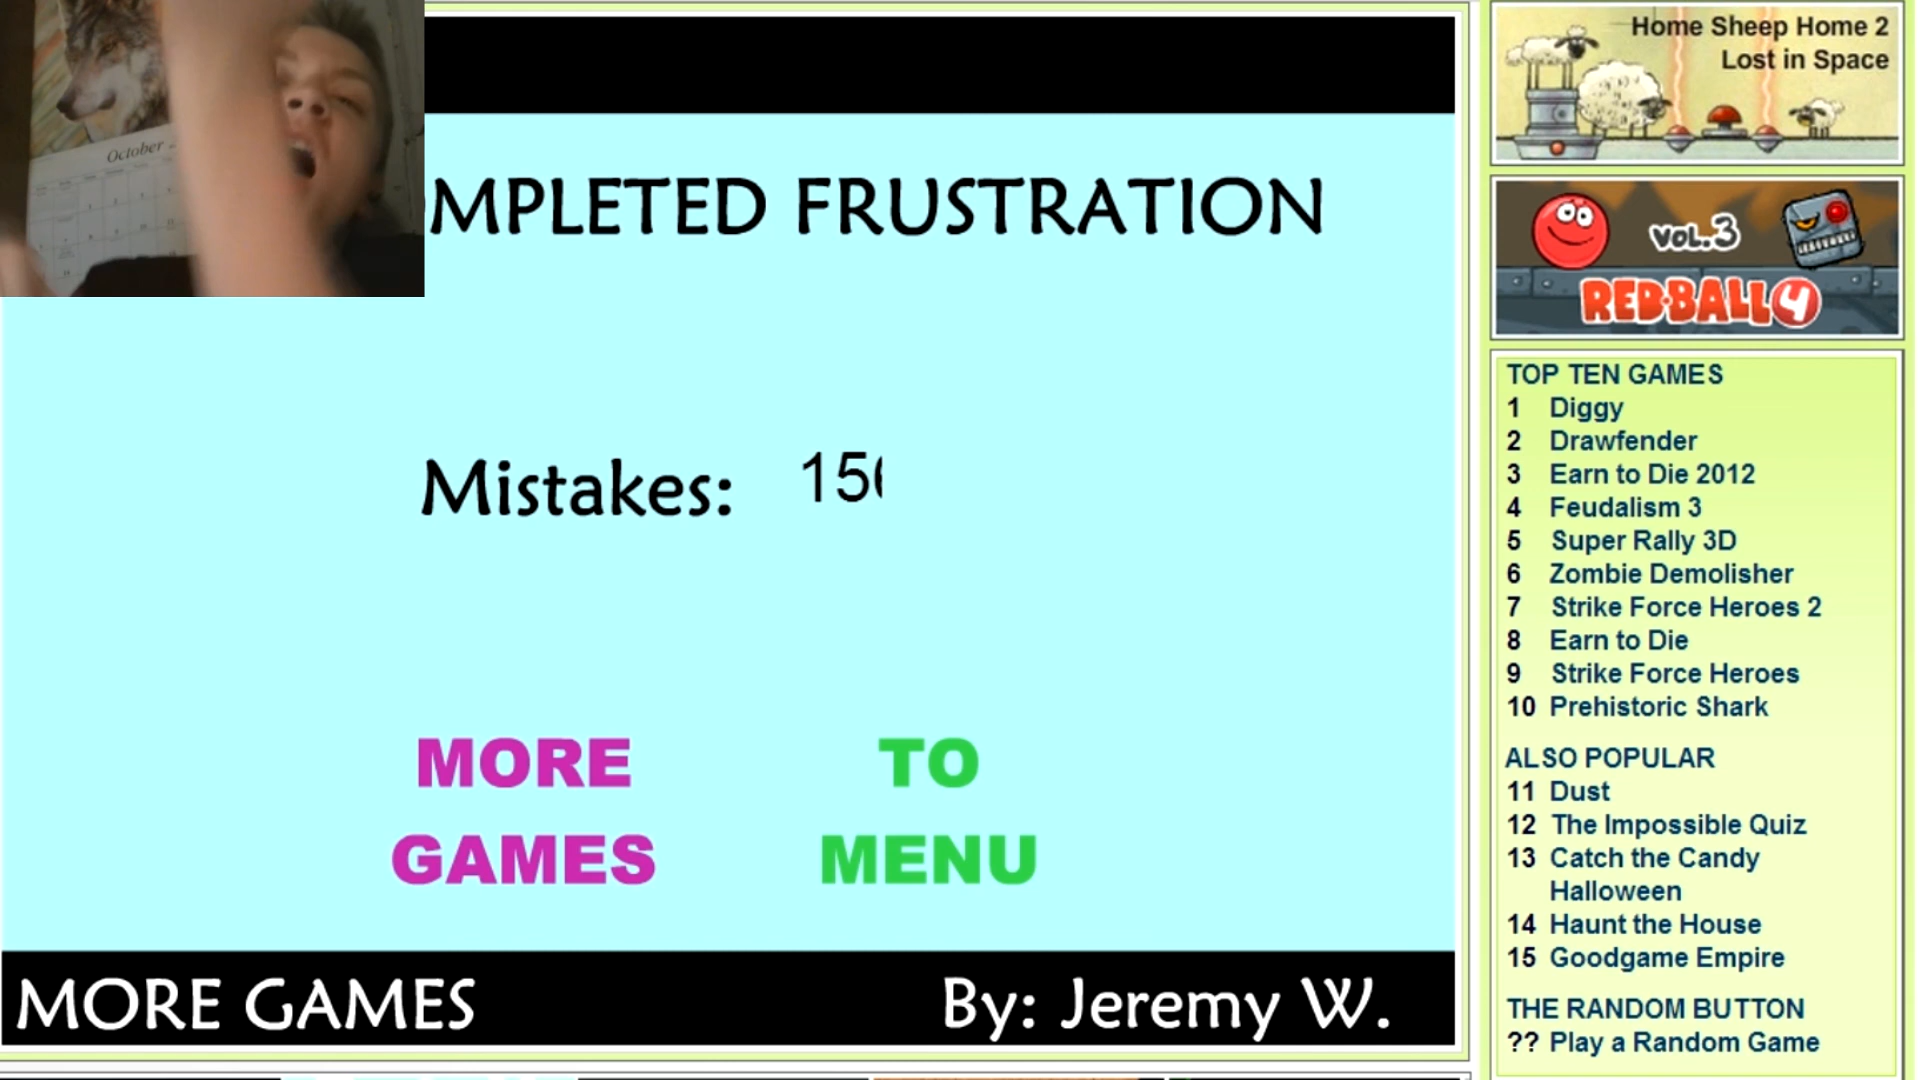 October
MPLETED FRUSTRATION
Mistakes: 15
MORE
GAMES
TO
MENU
MORE GAMES
By: Jeremy W.
Home Sheep Home 2
Lost in Space
VOL.3
RED BALL 4
TOP TEN GAMES
1 Diggy
2 Drawfender
3 Earn to Die 2012
4 Feudalism 3
5 Super Rally 3D
6 Zombie Demolisher
7 Strike Force Heroes 2
8 Earn to Die
9 Strike Force Heroes
10 Prehistoric Shark
ALSO POPULAR
11 Dust
12 The Impossible Quiz
13 Catch the Candy
Halloween
14 Haunt the House
15 Goodgame Empire
THE RANDOM BUTTON
?? Play a Random Game